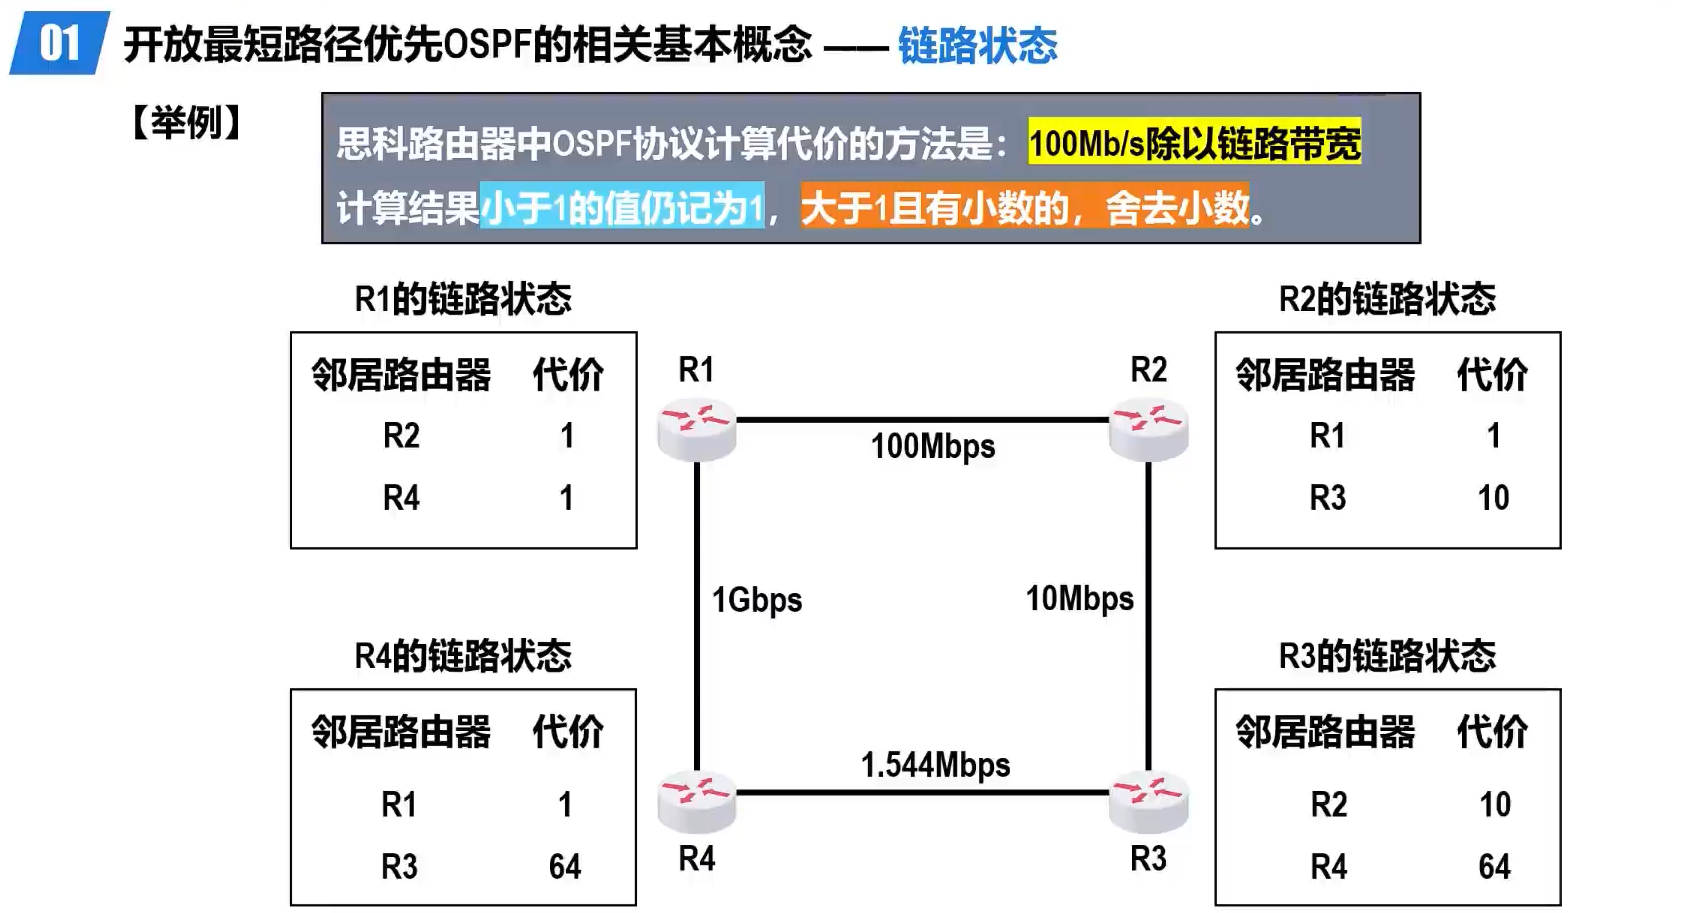 01 开放最短路径优先OSPF的相关基本概念 —— 链路状态
【举例】
思科路由器中OSPF协议计算代价的方法是：100Mb/s除以链路带宽
计算结果小于1的值仍记为1，大于1且有小数的，舍去小数。
R1的链路状态
邻居路由器 代价
R2 1
R4 1
R2的链路状态
邻居路由器 代价
R1 1
R3 10
R1
R2
100Mbps
1Gbps
10Mbps
1.544Mbps
R4
R3
R4的链路状态
邻居路由器 代价
R1 1
R3 64
R3的链路状态
邻居路由器 代价
R2 10
R4 64